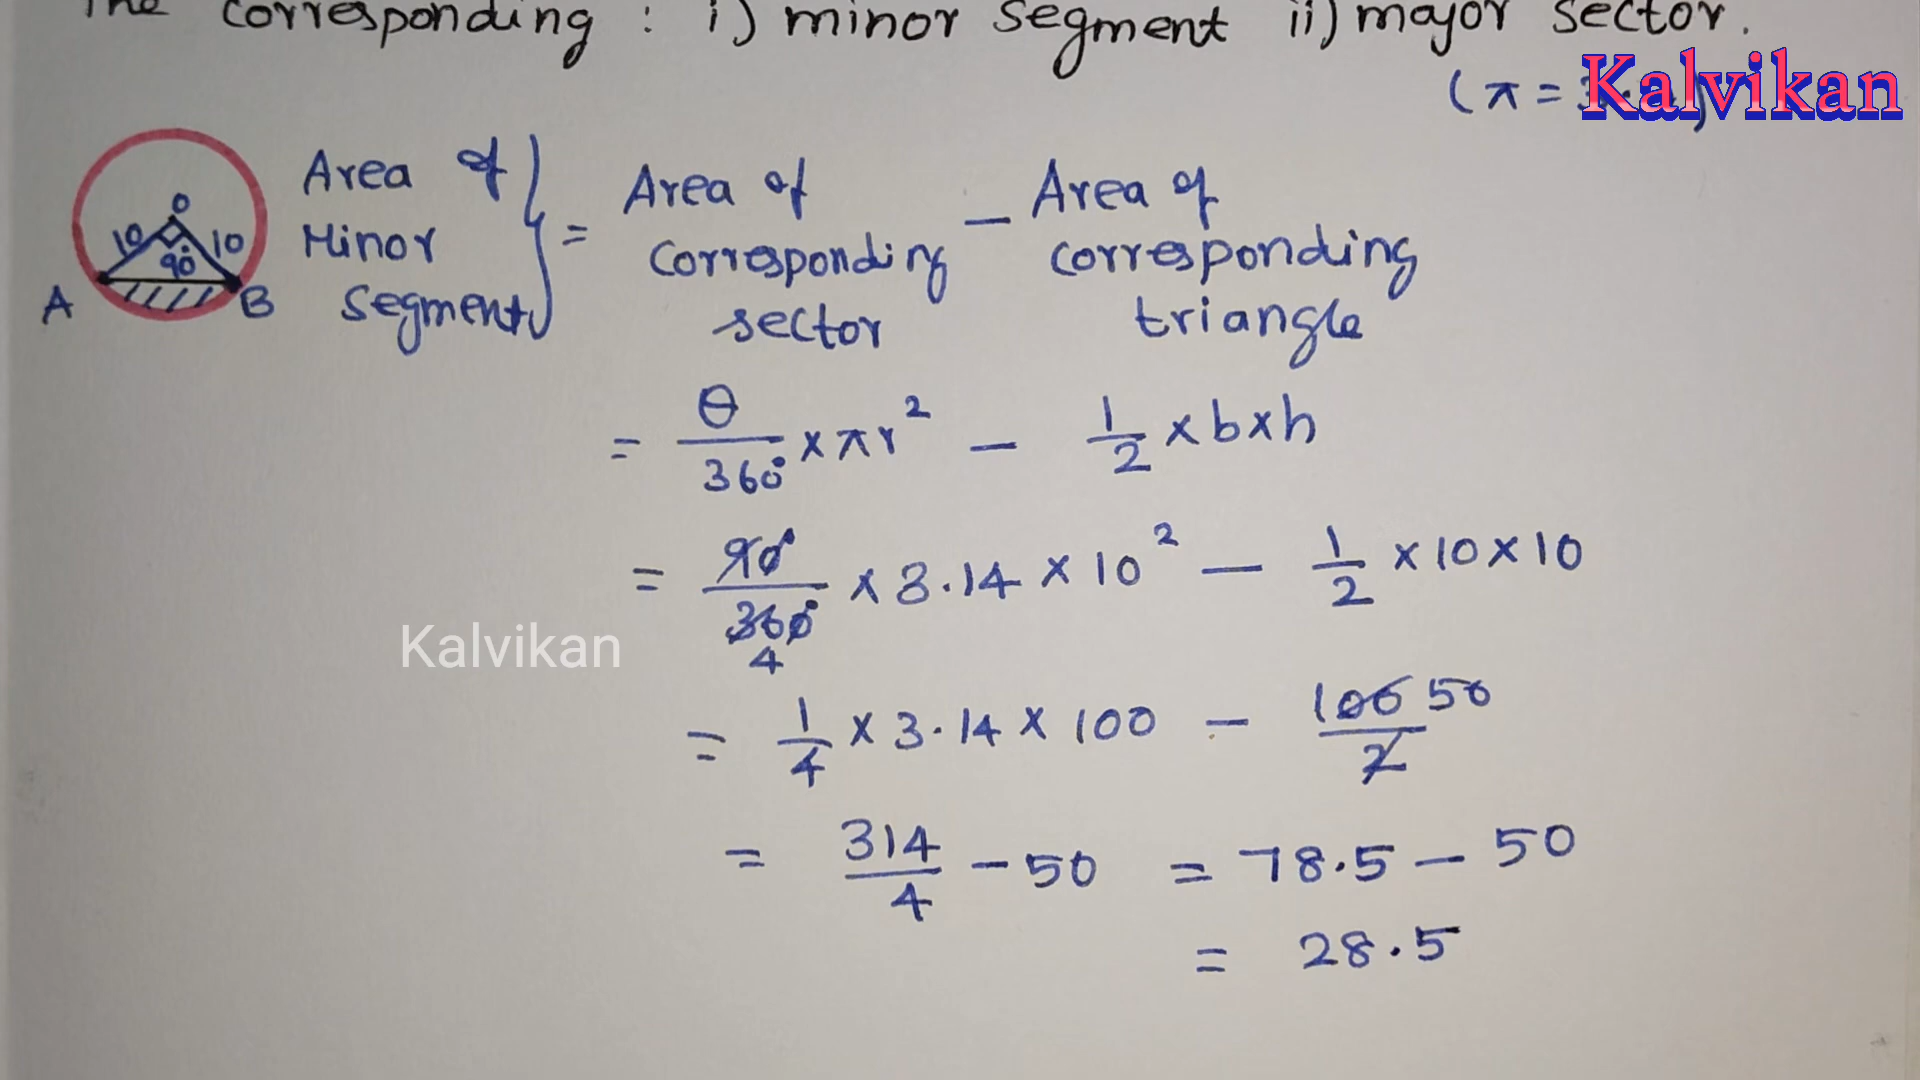 The corresponding : i) minor segment ii) major sector.
Kalvikan
(π = 3. )
O
10 10
90°
A B
Area of Minor Segment } = Area of corresponding sector − Area of corresponding triangle
= θ/360° × πr² − 1/2 × b × h
= 90°/360° × 3.14 × 10² − 1/2 × 10 × 10
4
Kalvikan
= 1/4 × 3.14 × 100 − 100/2 50
= 314/4 − 50 = 78.5 − 50
= 28.5